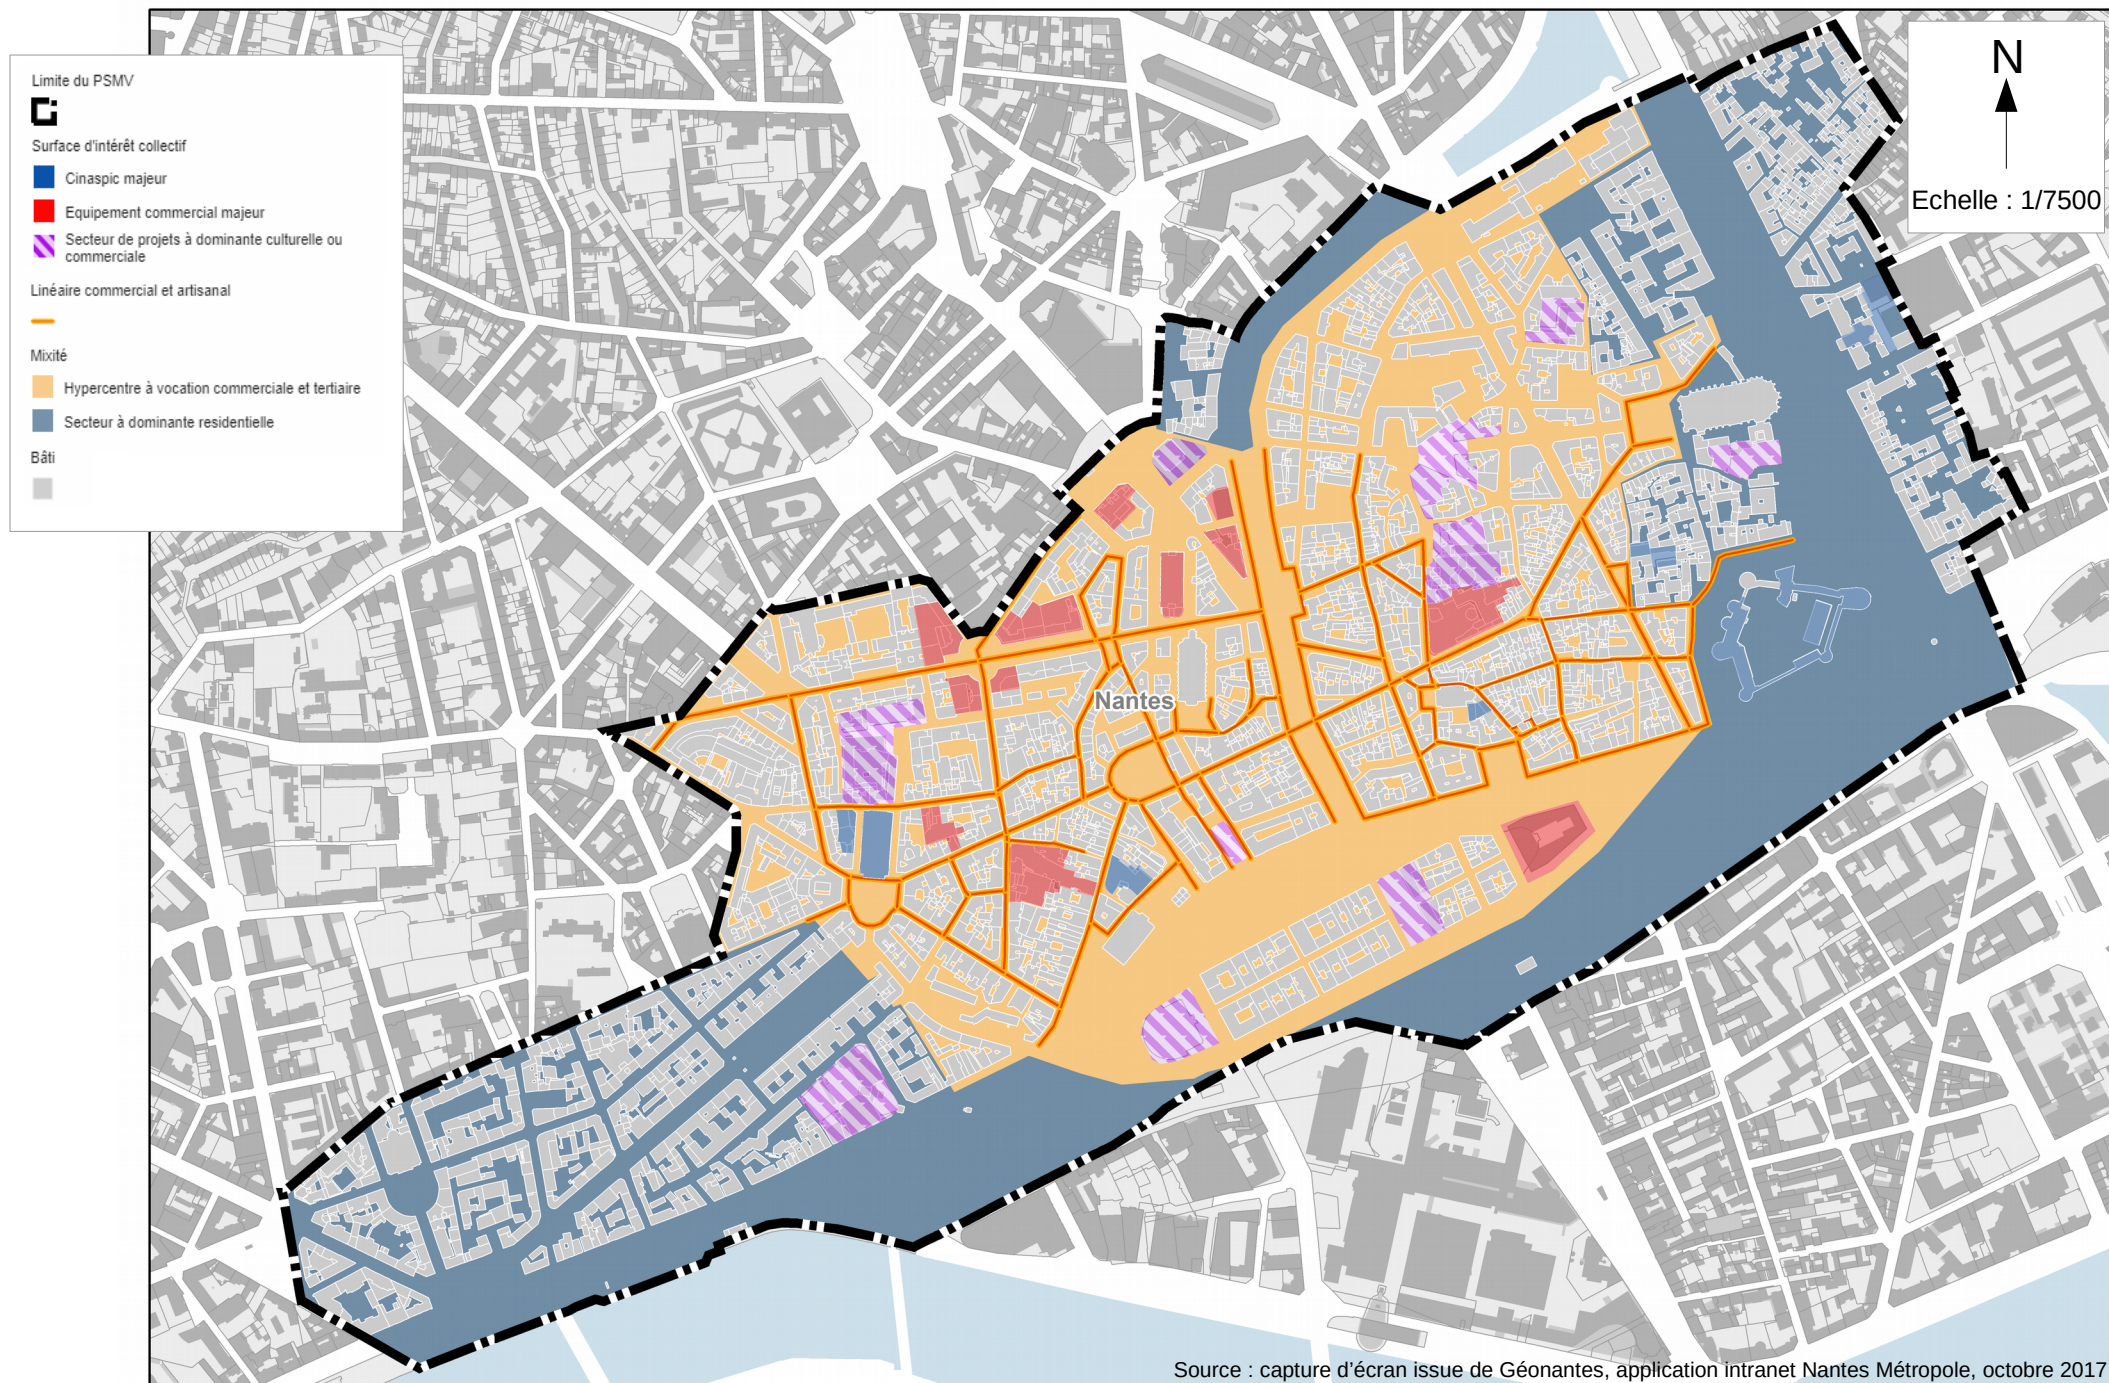 Limite du PSMV
Surface d'intérêt collectif
Cinaspic majeur
Equipement commercial majeur
Secteur de projets à dominante culturelle ou
commerciale
Linéaire commercial et artisanal
Mixité
Hypercentre à vocation commerciale et tertiaire
Secteur à dominante residentielle
Bâti
N
Echelle : 1/7500
Nantes
Source : capture d'écran issue de Géonantes, application intranet Nantes Métropole, octobre 2017